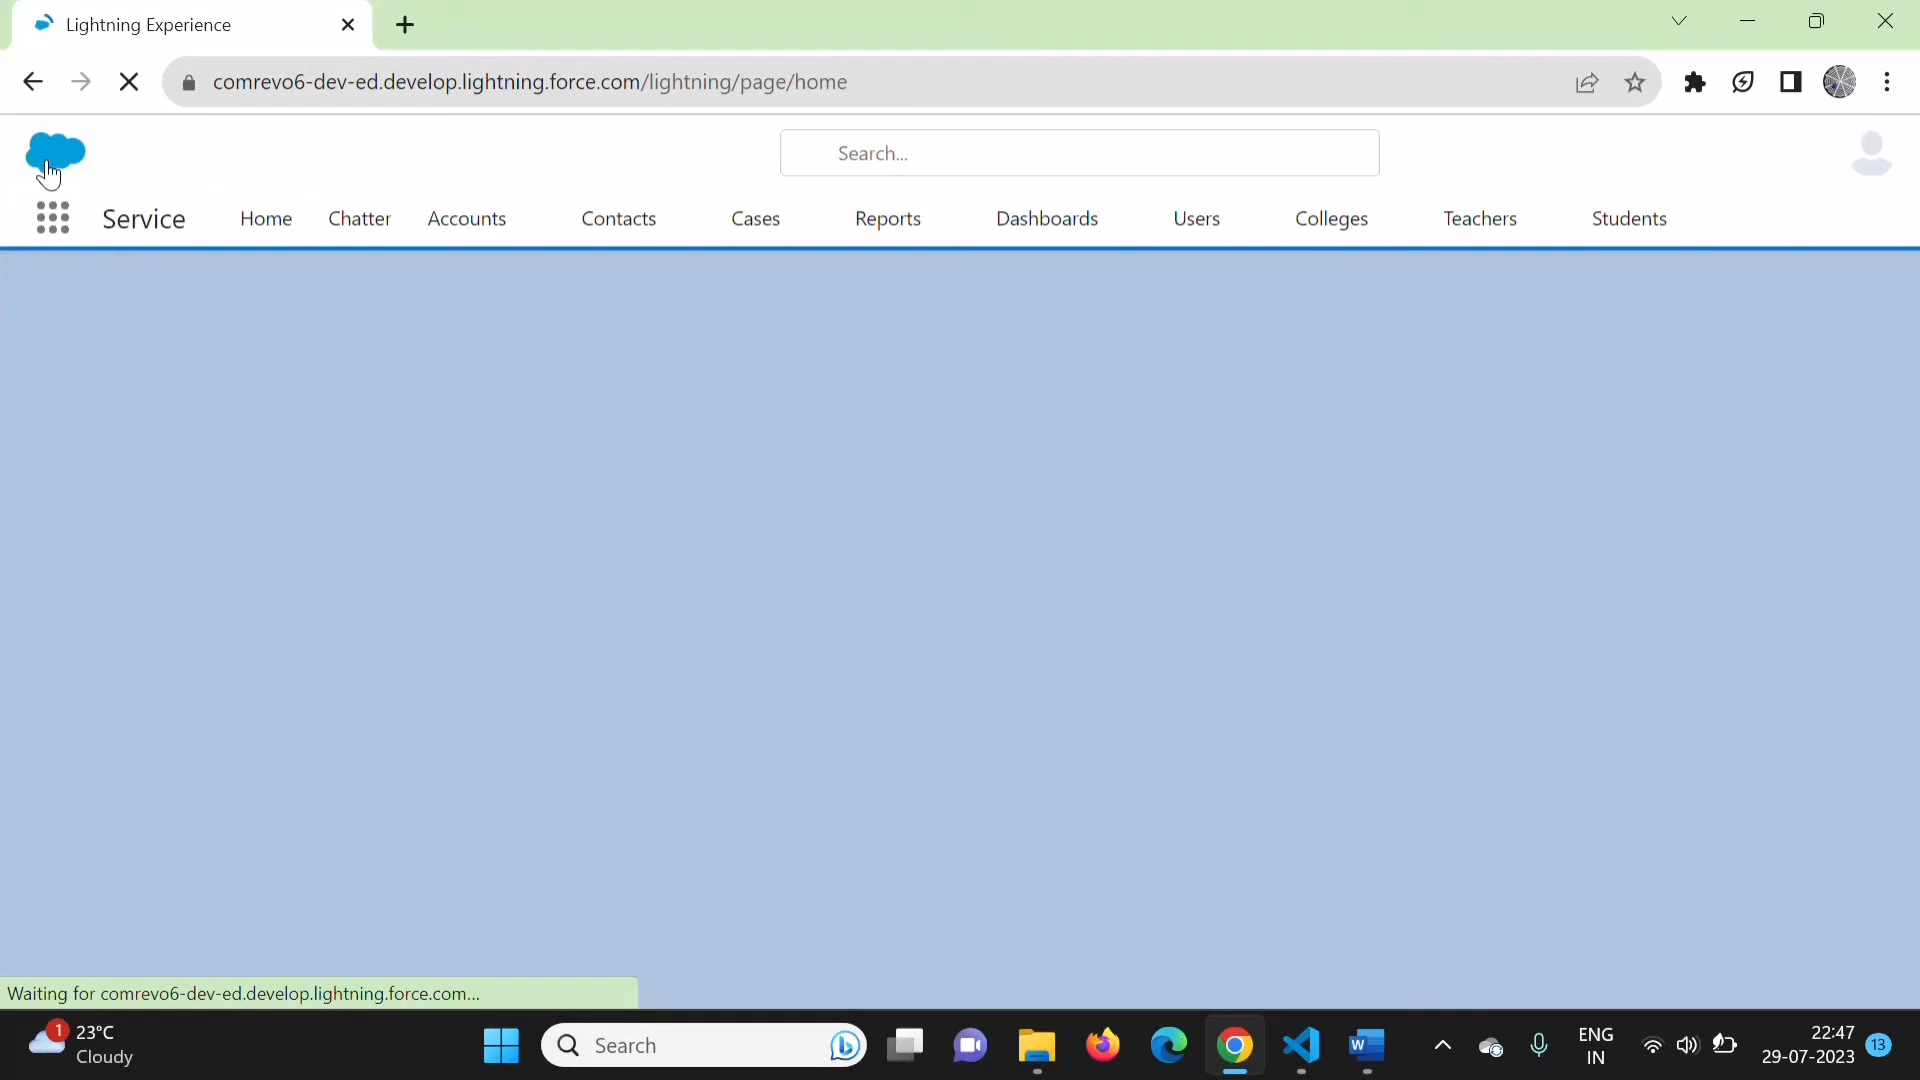 Lightning Experience
comrevo6-dev-ed.develop.lightning.force.com/lightning/page/home
Search...
Service Home Chatter Accounts Contacts Cases Reports Dashboards Users Colleges Teachers Students
Waiting for comrevo6-dev-ed.develop.lightning.force.com...
1
23°C
Cloudy
Search
W
ENG
IN
22:47
29-07-2023
13